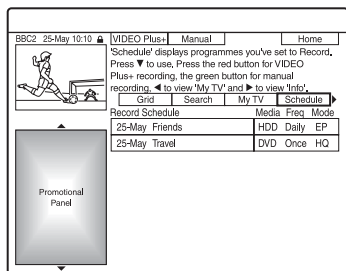 BBC2 25-May 10:10
VIDEO Plus+ Manual Home
'Schedule' displays programmes you've set to Record.
Press ▼ to use. Press the red button for VIDEO
Plus+ recording, the green button for manual
recording, ◀ to view 'My TV' and ▶ to view 'Info'.
Grid Search My TV Schedule
Record Schedule Media Freq Mode
25-May Friends HDD Daily EP
25-May Travel DVD Once HQ
Promotional
Panel